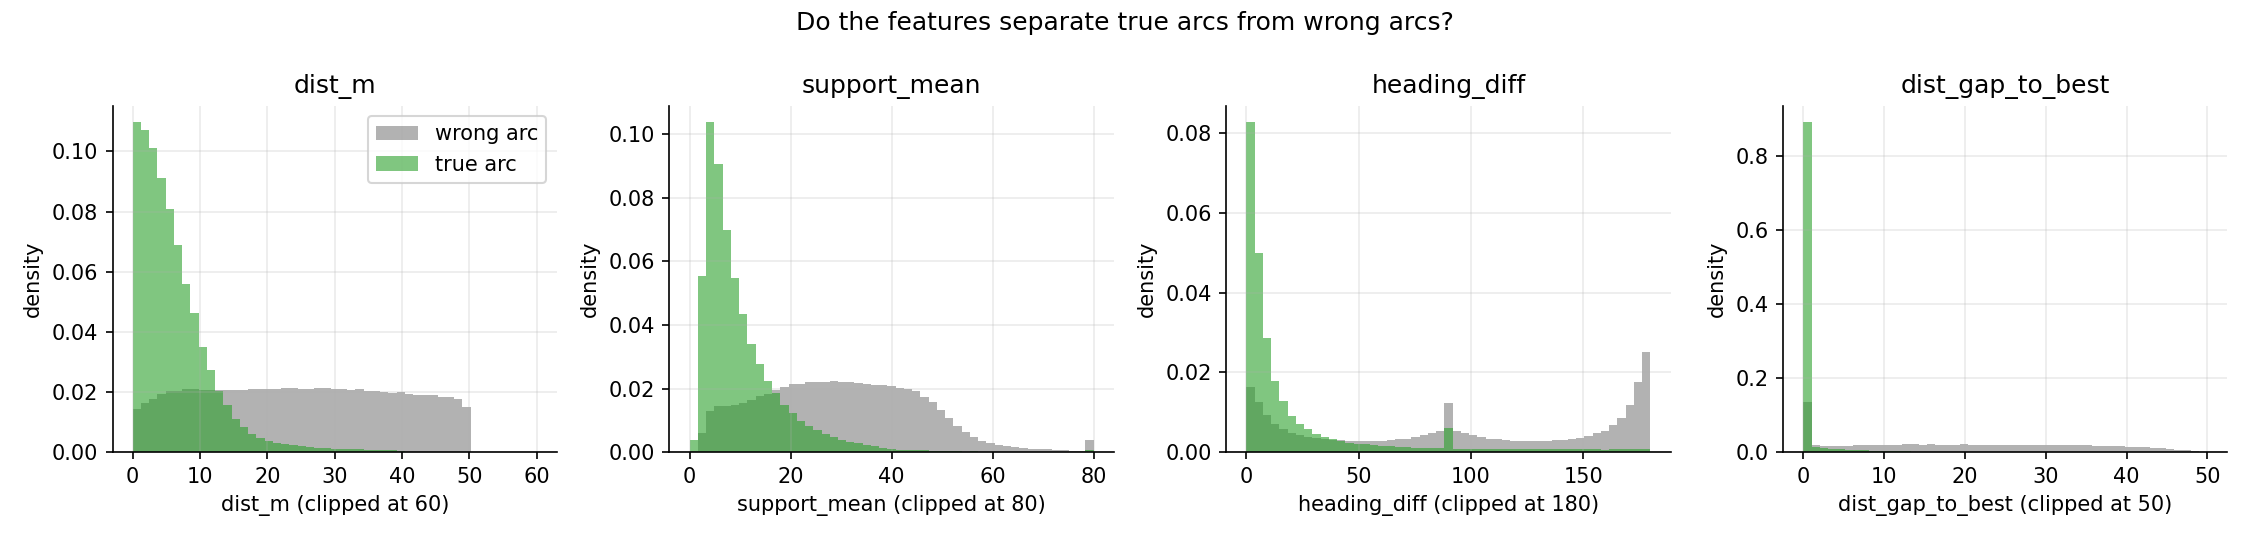 Do the features separate true arcs from wrong arcs?
dist_m
density
0.10
0.08
0.06
0.04
0.02
0.00
wrong arc
true arc
0 10 20 30 40 50 60
dist_m (clipped at 60)
support_mean
density
0.10
0.08
0.06
0.04
0.02
0.00
0 20 40 60 80
support_mean (clipped at 80)
heading_diff
density
0.08
0.06
0.04
0.02
0.00
0 50 100 150
heading_diff (clipped at 180)
dist_gap_to_best
density
0.8
0.6
0.4
0.2
0.0
0 10 20 30 40 50
dist_gap_to_best (clipped at 50)